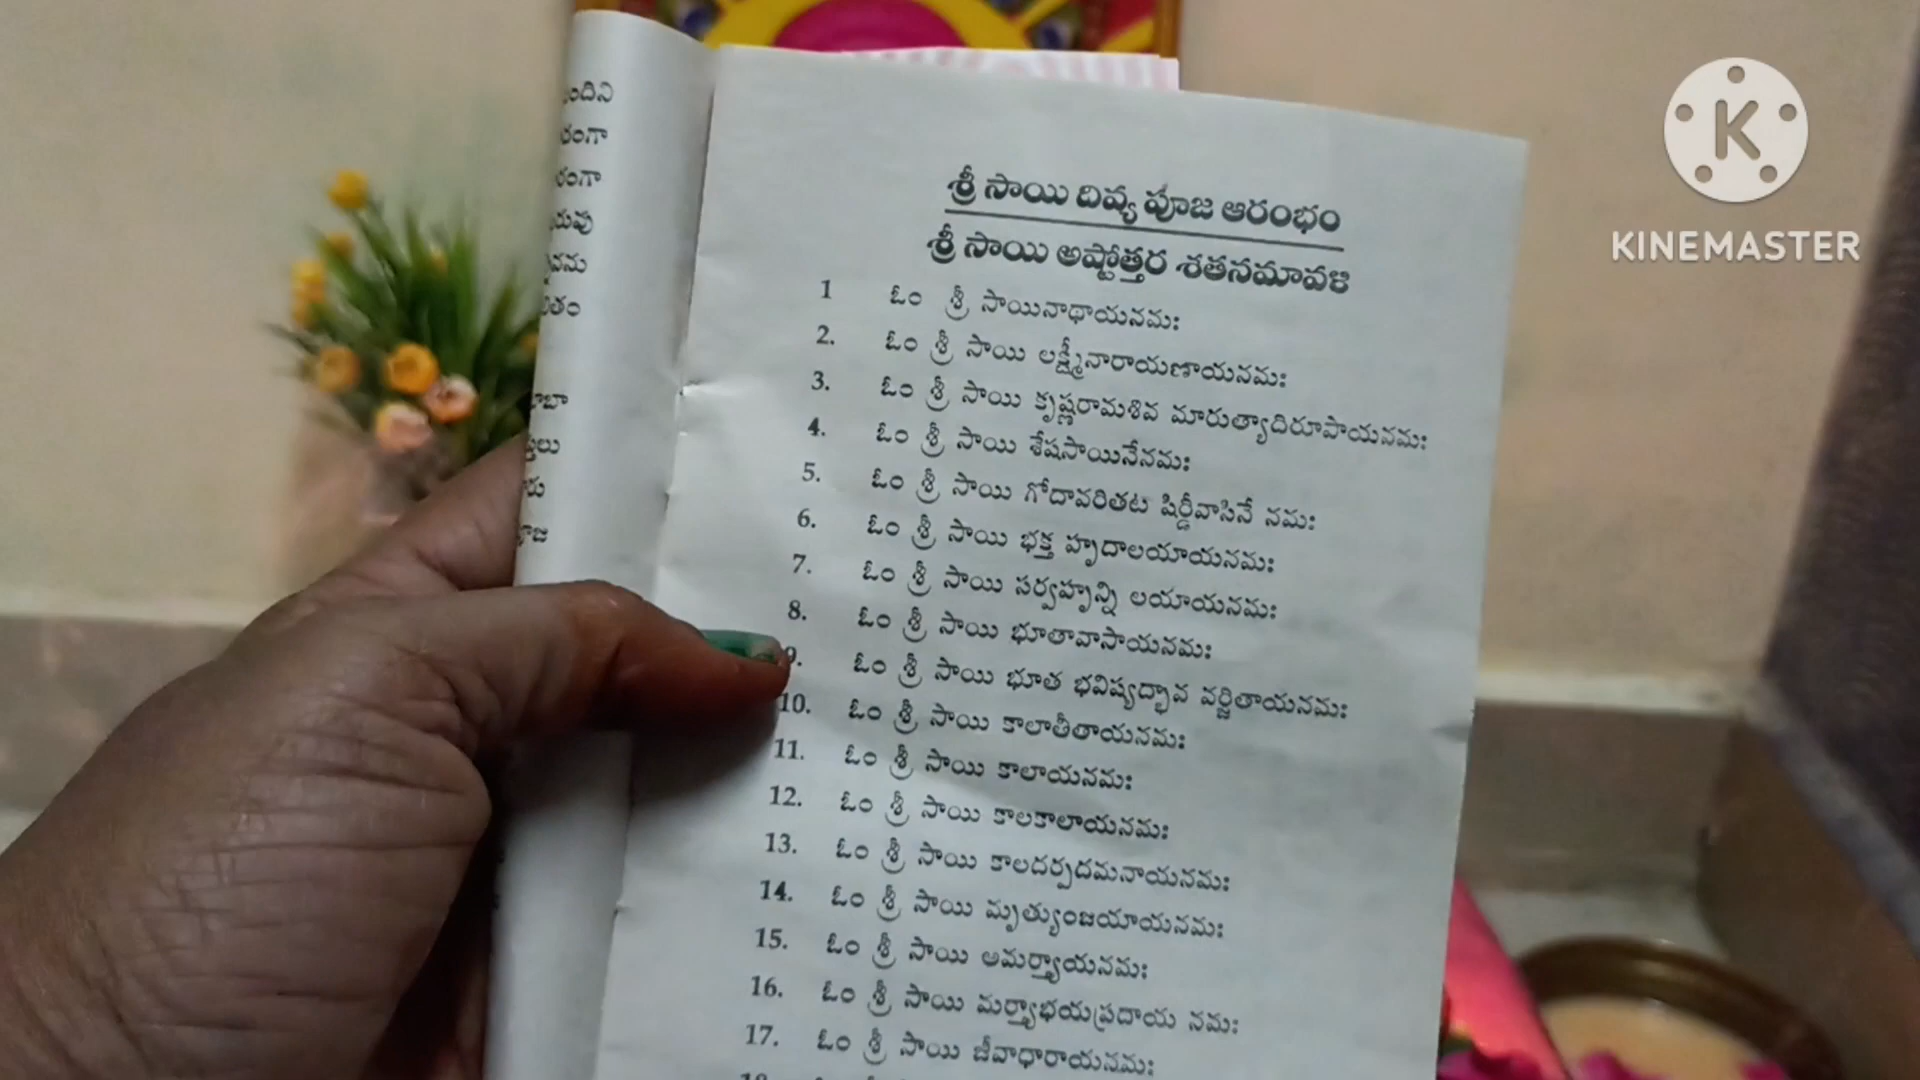 శ్రీ సాయి దివ్య పూజ ఆరంభం
శ్రీ సాయి అష్టోత్తర శతనమావళి
1 ఓం శ్రీ సాయినాథాయనమః
2. ఓం శ్రీ సాయి లక్ష్మీనారాయణాయనమః
3. ఓం శ్రీ సాయి కృష్ణరామశివ మారుత్యాదిరూపాయనమః
4. ఓం శ్రీ సాయి శేషసాయినేనమః
5. ఓం శ్రీ సాయి గోదావరితట షిర్డీవాసినే నమః
6. ఓం శ్రీ సాయి భక్త హృదాలయాయనమః
7. ఓం శ్రీ సాయి సర్వహృన్ని లయాయనమః
8. ఓం శ్రీ సాయి భూతావాసాయనమః
9. ఓం శ్రీ సాయి భూత భవిష్యద్భావ వర్జితాయనమః
10. ఓం శ్రీ సాయి కాలాతీతాయనమః
11. ఓం శ్రీ సాయి కాలాయనమః
12. ఓం శ్రీ సాయి కాలకాలాయనమః
13. ఓం శ్రీ సాయి కాలదర్పదమనాయనమః
14. ఓం శ్రీ సాయి మృత్యుంజయాయనమః
15. ఓం శ్రీ సాయి అమర్త్యాయనమః
16. ఓం శ్రీ సాయి మర్త్యాభయప్రదాయ నమః
17. ఓం శ్రీ సాయి జీవాధారాయనమః
KINEMASTER